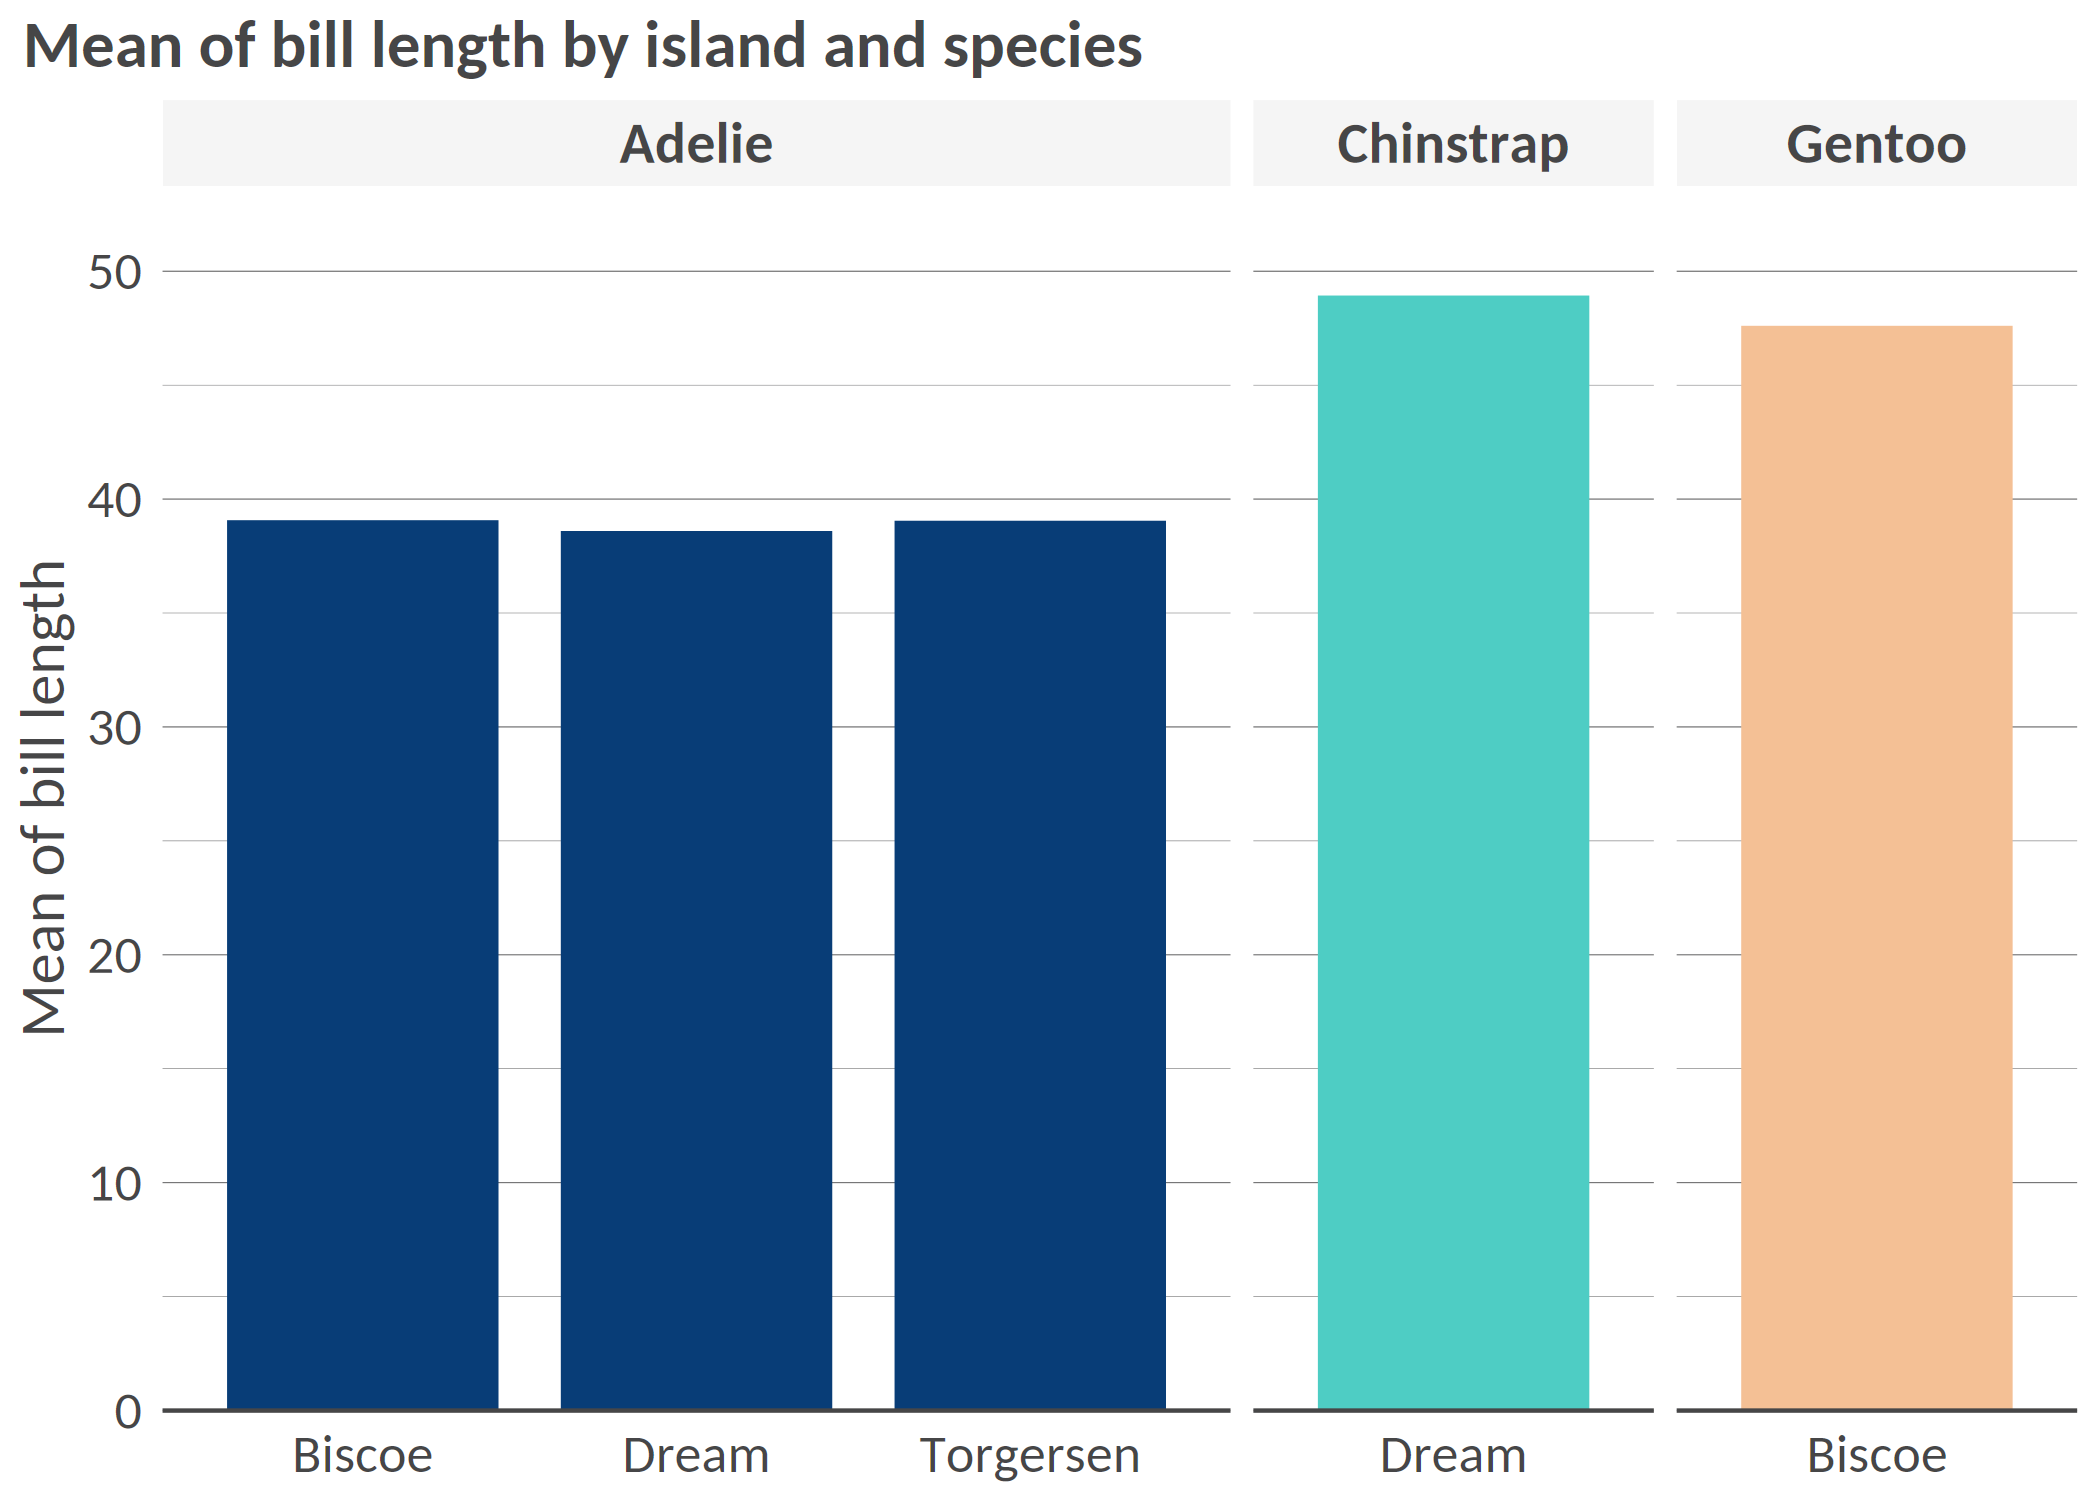 Mean of bill length by island and species
Adelie
Chinstrap
Gentoo
Mean of bill length
50
40
30
20
10
0
Biscoe
Dream
Torgersen
Dream
Biscoe